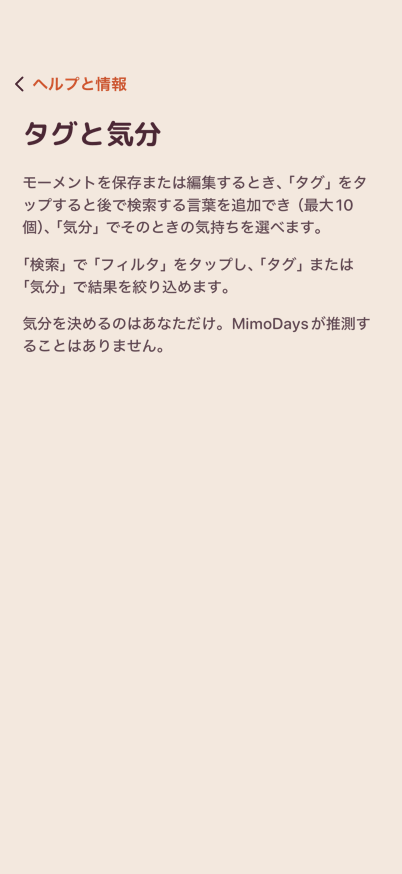 ヘルプと情報
タグと気分
モーメントを保存または編集するとき、「タグ」をタ
ップすると後で検索する言葉を追加でき（最大10
個）、「気分」でそのときの気持ちを選べます。
「検索」で「フィルタ」をタップし、「タグ」または
「気分」で結果を絞り込めます。
気分を決めるのはあなただけ。MimoDaysが推測す
ることはありません。